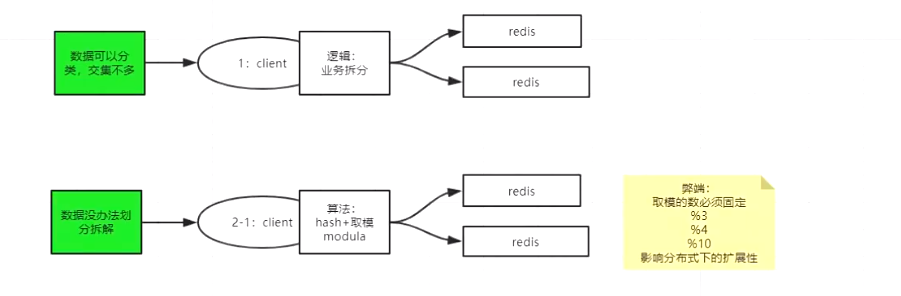 数据可以分
类，交集不多
1：client
逻辑：
业务拆分
redis
redis
数据没办法划
分拆解
2-1：client
算法：
hash+取模
modula
redis
redis
弊端：
取模的数必须固定
%3
%4
%10
影响分布式下的扩展性